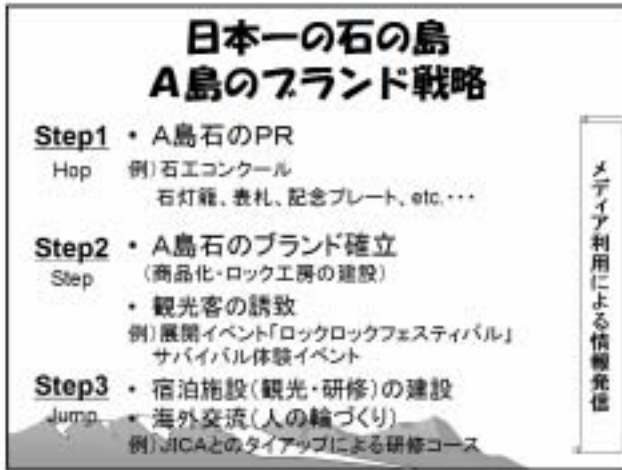 日本一の石の島
A島のブランド戦略
Step1
Hop
・ A島石のPR
例)石工コンクール
石灯籠、表札、記念プレート、etc.・・・
Step2
Step
・ A島石のブランド確立
(商品化・ロック工房の建設)
・ 観光客の誘致
例)展開イベント「ロックロックフェスティバル」
サバイバル体験イベント
Step3
Jump
・ 宿泊施設(観光・研修)の建設
・ 海外交流(人の輪づくり)
例)JICAとのタイアップによる研修コース
メディア利用による情報発信